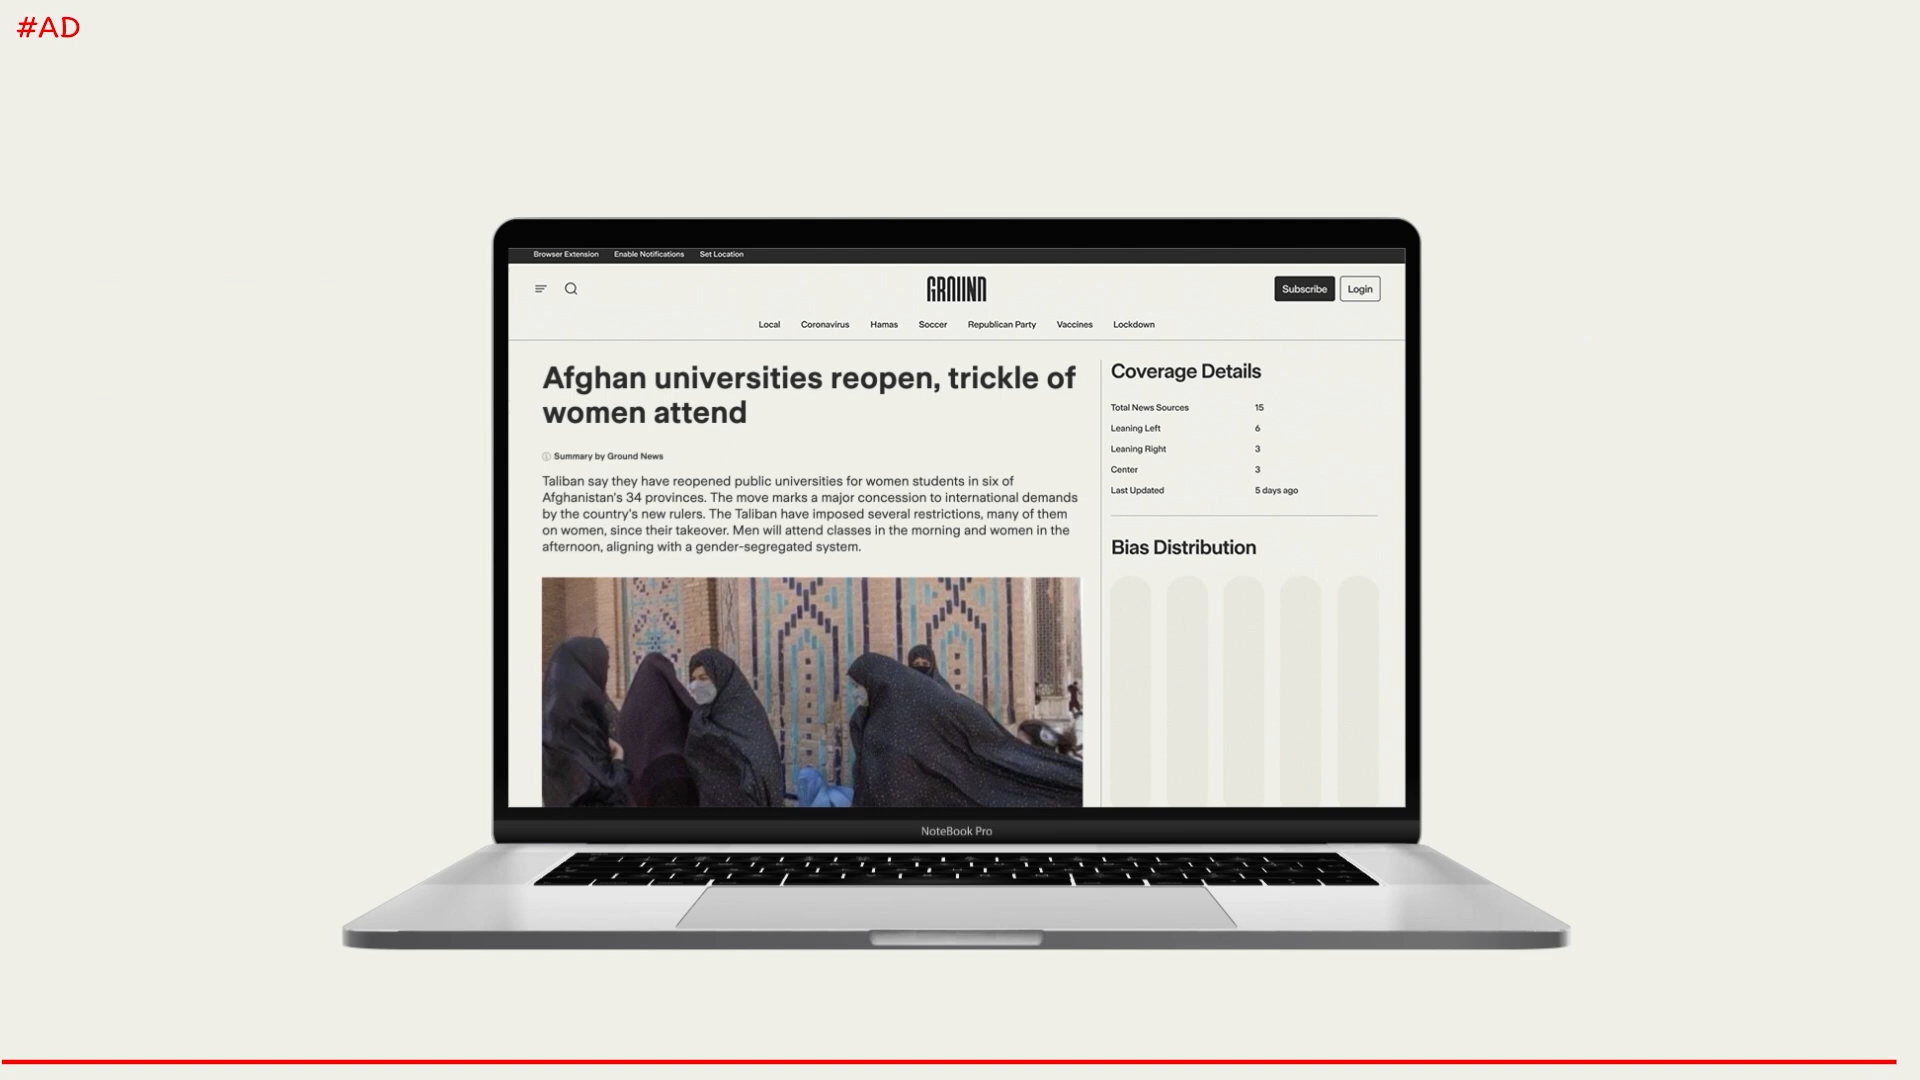 #AD
Browser Extension Enable Notifications Set Location
GROUND
Subscribe Login
Local Coronavirus Hamas Soccer Republican Party Vaccines Lockdown
Afghan universities reopen, trickle of
women attend
Summary by Ground News
Taliban say they have reopened public universities for women students in six of
Afghanistan's 34 provinces. The move marks a major concession to international demands
by the country's new rulers. The Taliban have imposed several restrictions, many of them
on women, since their takeover. Men will attend classes in the morning and women in the
afternoon, aligning with a gender-segregated system.
Coverage Details
Total News Sources 15
Leaning Left 6
Leaning Right 3
Center 3
Last Updated 5 days ago
Bias Distribution
NoteBook Pro